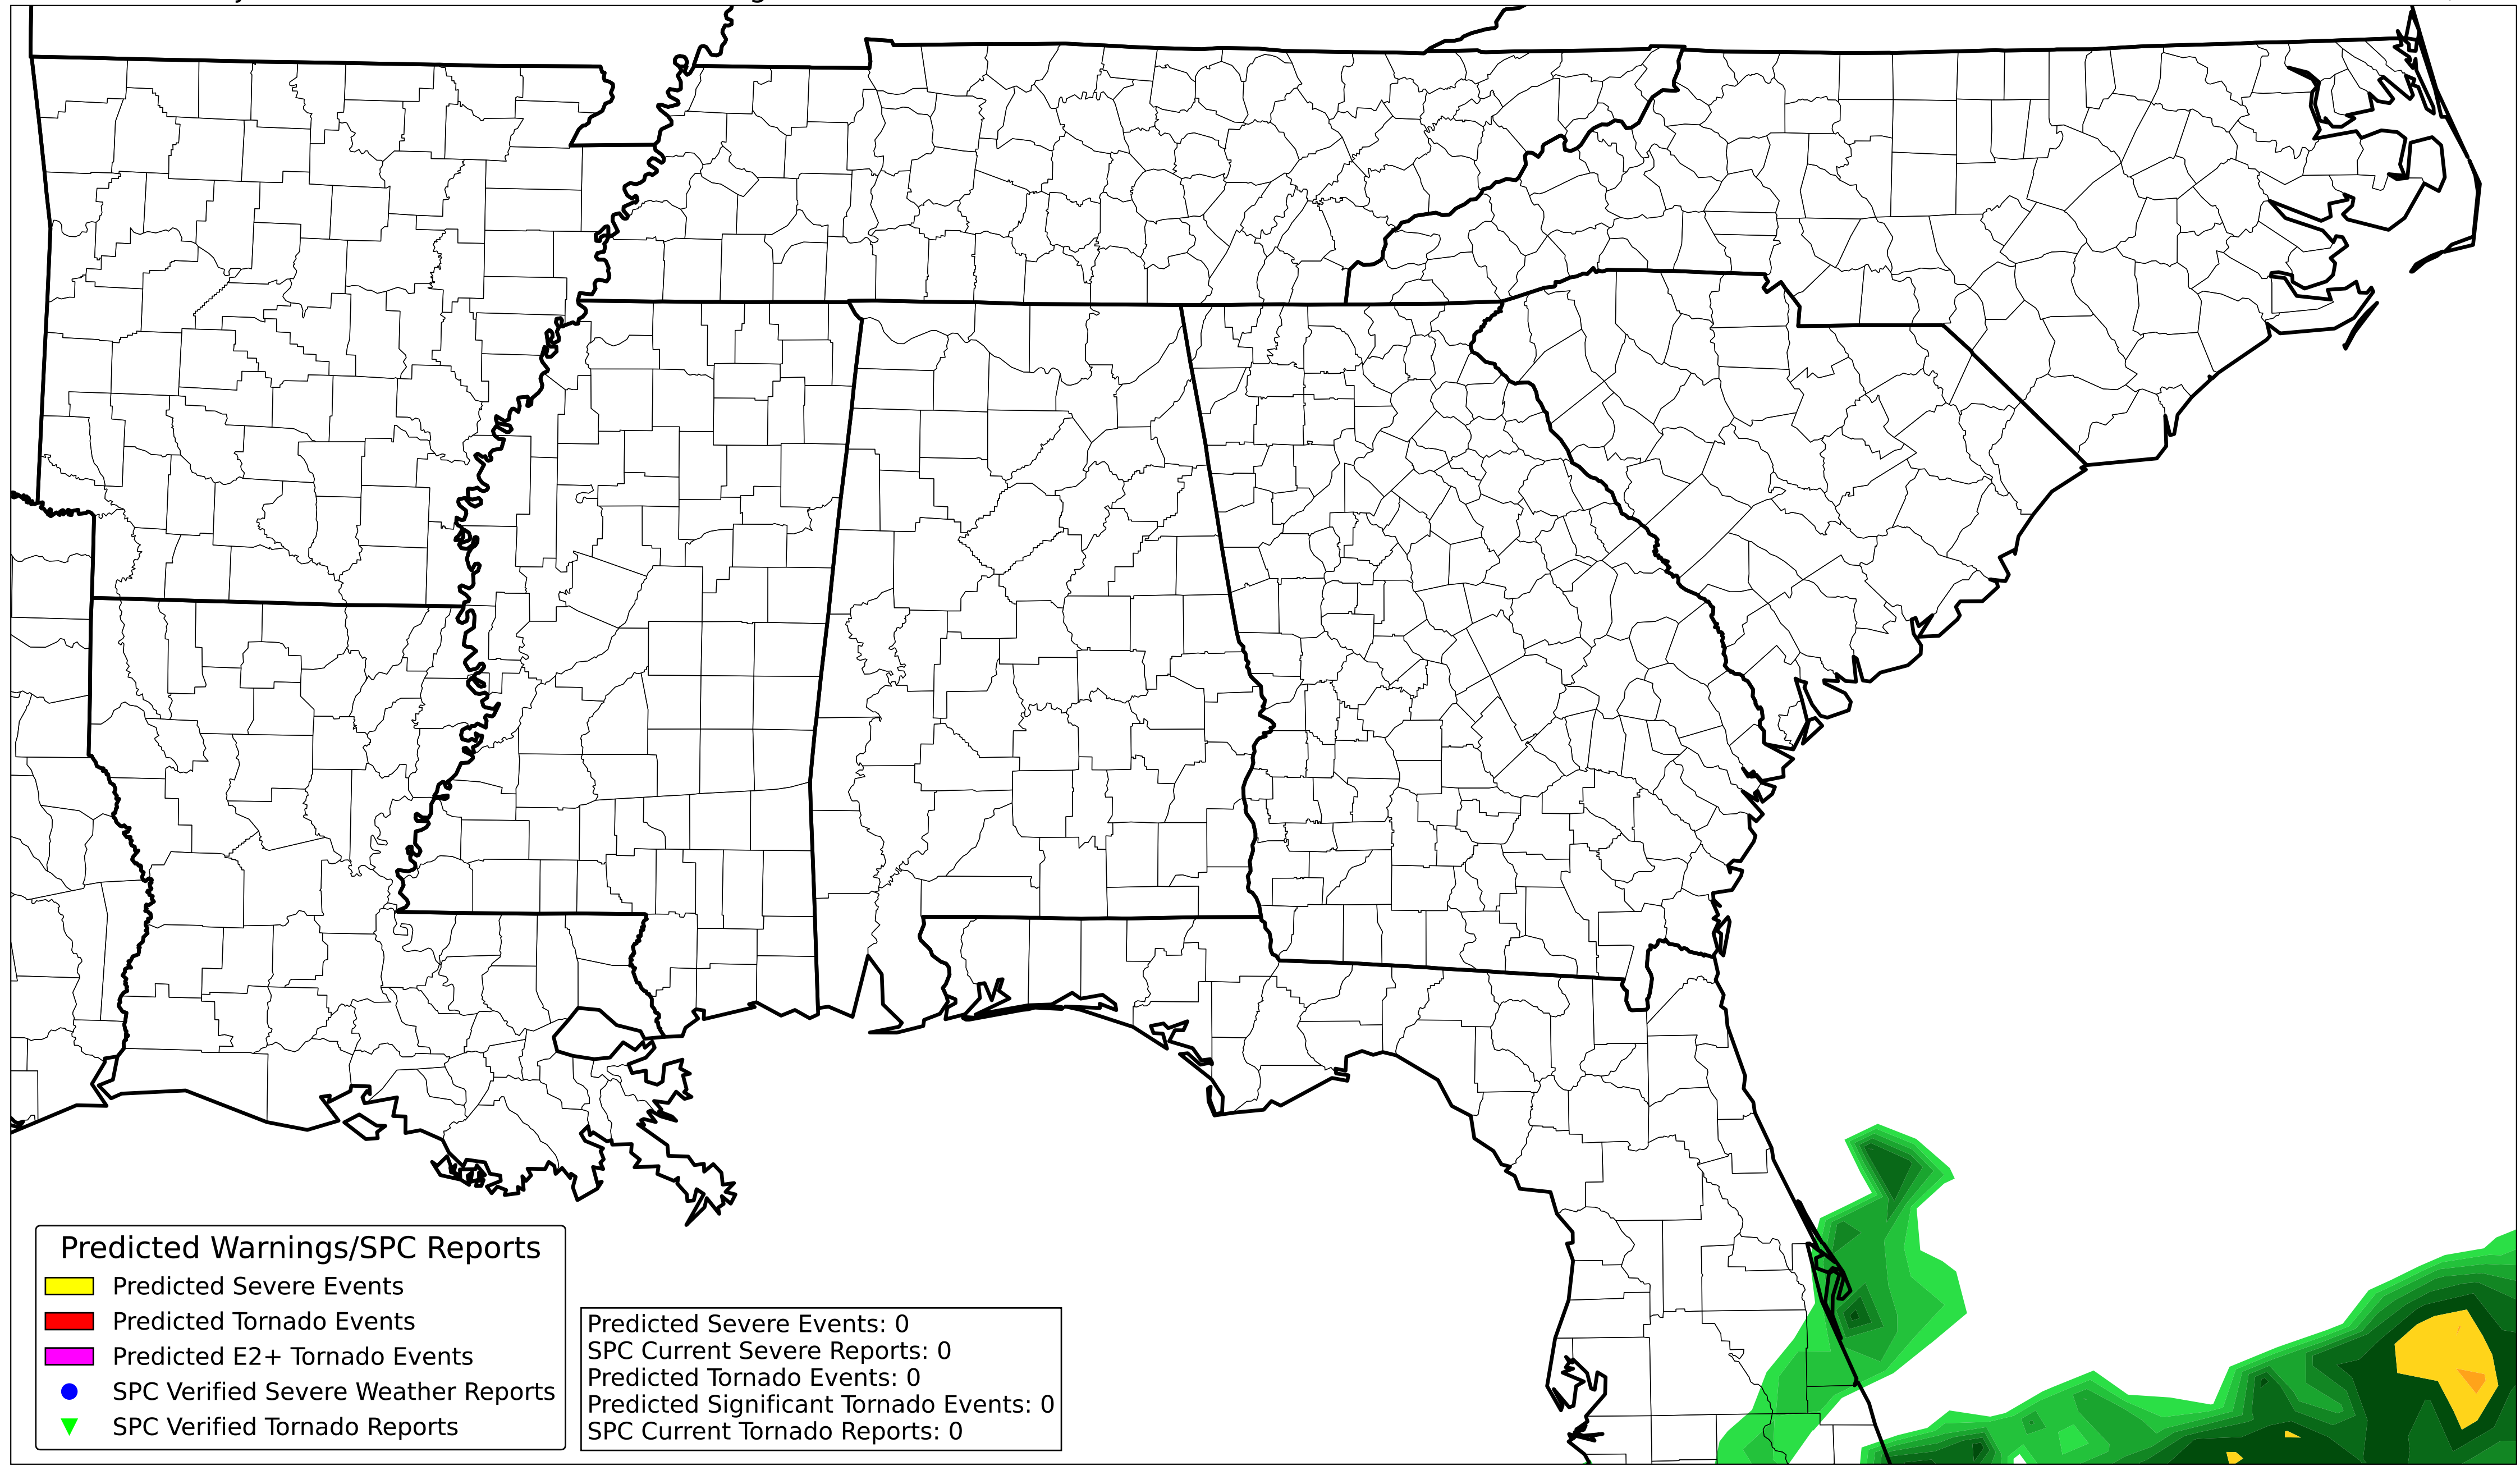 Predicted Warnings/SPC Reports
Predicted Severe Events
Predicted Tornado Events
Predicted E2+ Tornado Events
SPC Verified Severe Weather Reports
SPC Verified Tornado Reports
Predicted Severe Events: 0
SPC Current Severe Reports: 0
Predicted Tornado Events: 0
Predicted Significant Tornado Events: 0
SPC Current Tornado Reports: 0